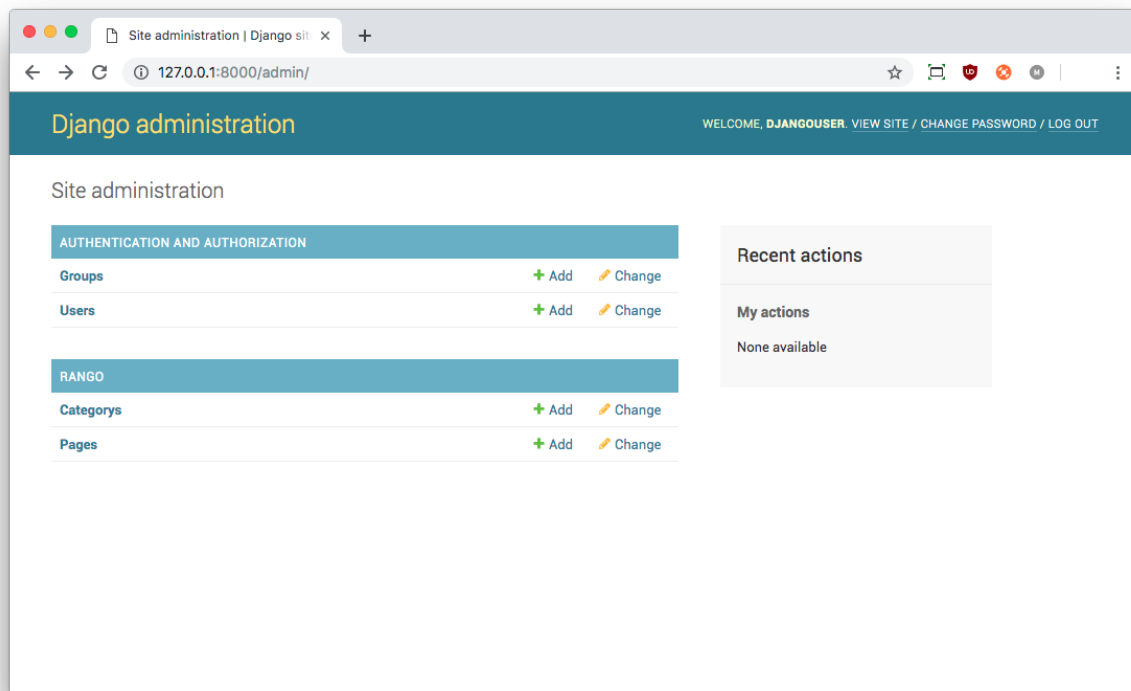 Site administration | Django sit
127.0.0.1:8000/admin/
Django administration
WELCOME, DJANGOUSER. VIEW SITE / CHANGE PASSWORD / LOG OUT
Site administration
AUTHENTICATION AND AUTHORIZATION
Groups Add Change
Users Add Change
RANGO
Categorys Add Change
Pages Add Change
Recent actions
My actions
None available